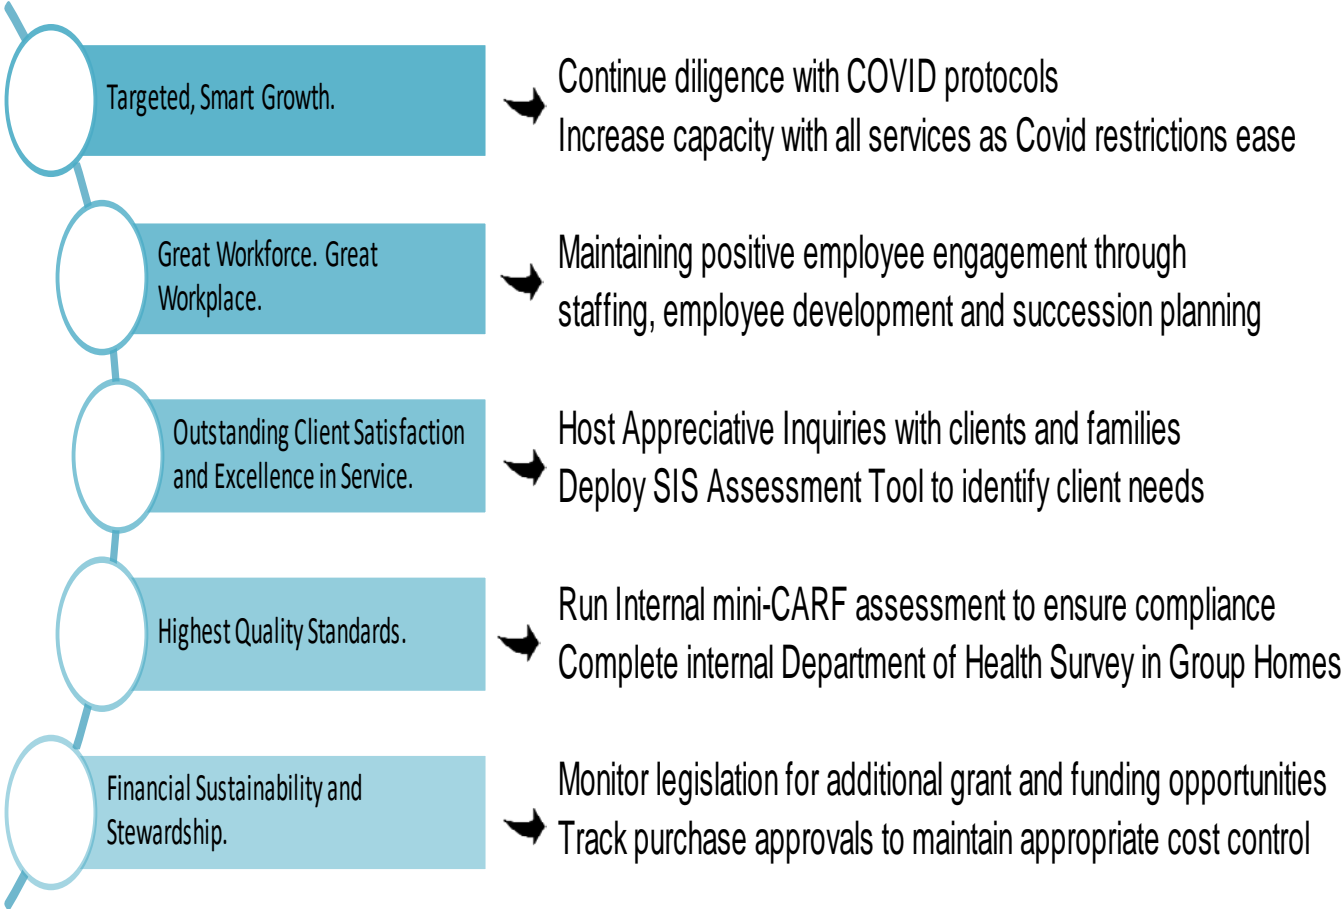 Targeted, Smart Growth.
Continue diligence with COVID protocols
Increase capacity with all services as Covid restrictions ease
Great Workforce. Great
Workplace.
Maintaining positive employee engagement through
staffing, employee development and succession planning
Outstanding Client Satisfaction
and Excellence in Service.
Host Appreciative Inquiries with clients and families
Deploy SIS Assessment Tool to identify client needs
Highest Quality Standards.
Run Internal mini-CARF assessment to ensure compliance
Complete internal Department of Health Survey in Group Homes
Financial Sustainability and
Stewardship.
Monitor legislation for additional grant and funding opportunities
Track purchase approvals to maintain appropriate cost control